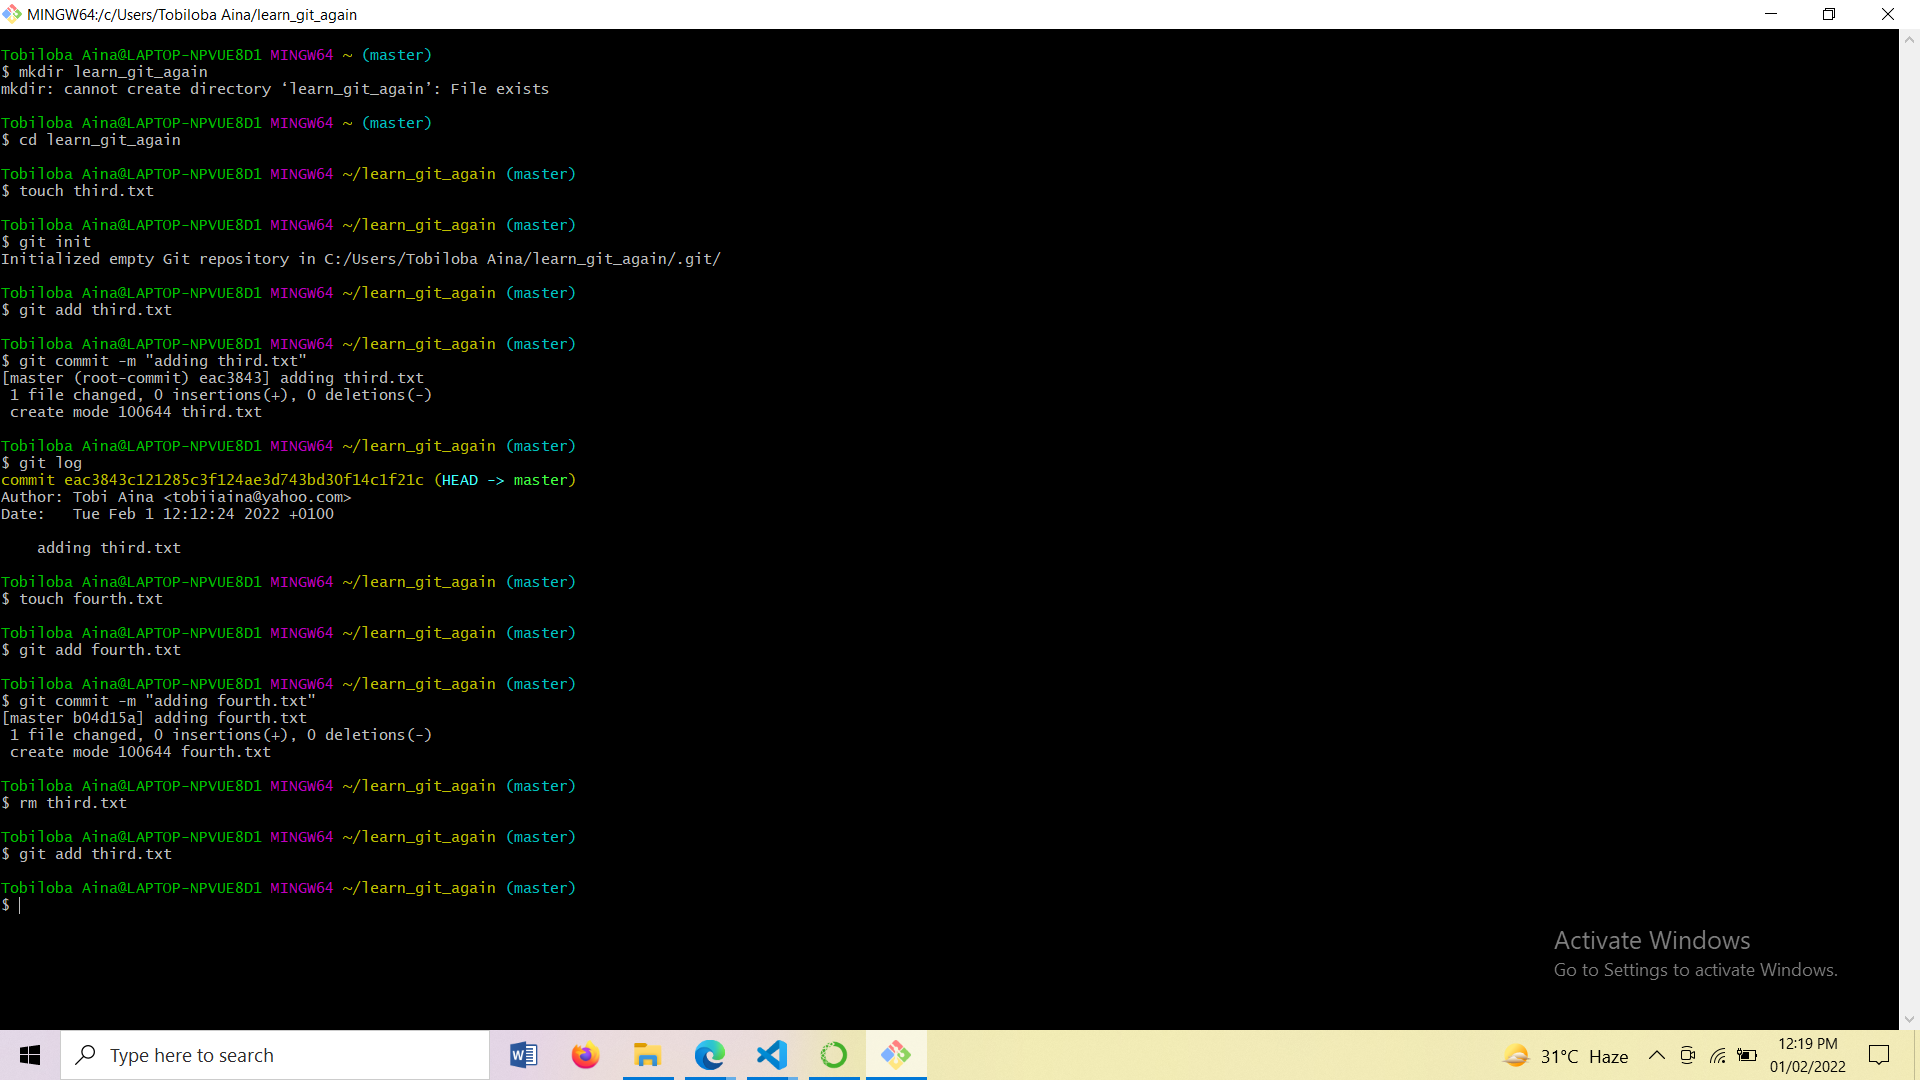 MINGW64:/c/Users/Tobiloba Aina/learn_git_again
Tobiloba Aina@LAPTOP-NPVUE8D1 MINGW64 ~ (master)
$ mkdir learn_git_again
mkdir: cannot create directory ‘learn_git_again’: File exists
Tobiloba Aina@LAPTOP-NPVUE8D1 MINGW64 ~ (master)
$ cd learn_git_again
Tobiloba Aina@LAPTOP-NPVUE8D1 MINGW64 ~/learn_git_again (master)
$ touch third.txt
Tobiloba Aina@LAPTOP-NPVUE8D1 MINGW64 ~/learn_git_again (master)
$ git init
Initialized empty Git repository in C:/Users/Tobiloba Aina/learn_git_again/.git/
Tobiloba Aina@LAPTOP-NPVUE8D1 MINGW64 ~/learn_git_again (master)
$ git add third.txt
Tobiloba Aina@LAPTOP-NPVUE8D1 MINGW64 ~/learn_git_again (master)
$ git commit -m "adding third.txt"
[master (root-commit) eac3843] adding third.txt
 1 file changed, 0 insertions(+), 0 deletions(-)
 create mode 100644 third.txt
Tobiloba Aina@LAPTOP-NPVUE8D1 MINGW64 ~/learn_git_again (master)
$ git log
commit eac3843c121285c3f124ae3d743bd30f14c1f21c (HEAD -> master)
Author: Tobi Aina <tobiiaina@yahoo.com>
Date:   Tue Feb 1 12:12:24 2022 +0100
    adding third.txt
Tobiloba Aina@LAPTOP-NPVUE8D1 MINGW64 ~/learn_git_again (master)
$ touch fourth.txt
Tobiloba Aina@LAPTOP-NPVUE8D1 MINGW64 ~/learn_git_again (master)
$ git add fourth.txt
Tobiloba Aina@LAPTOP-NPVUE8D1 MINGW64 ~/learn_git_again (master)
$ git commit -m "adding fourth.txt"
[master b04d15a] adding fourth.txt
 1 file changed, 0 insertions(+), 0 deletions(-)
 create mode 100644 fourth.txt
Tobiloba Aina@LAPTOP-NPVUE8D1 MINGW64 ~/learn_git_again (master)
$ rm third.txt
Tobiloba Aina@LAPTOP-NPVUE8D1 MINGW64 ~/learn_git_again (master)
$ git add third.txt
Tobiloba Aina@LAPTOP-NPVUE8D1 MINGW64 ~/learn_git_again (master)
$
Activate Windows
Go to Settings to activate Windows.
Type here to search
31°C Haze
12:19 PM
01/02/2022